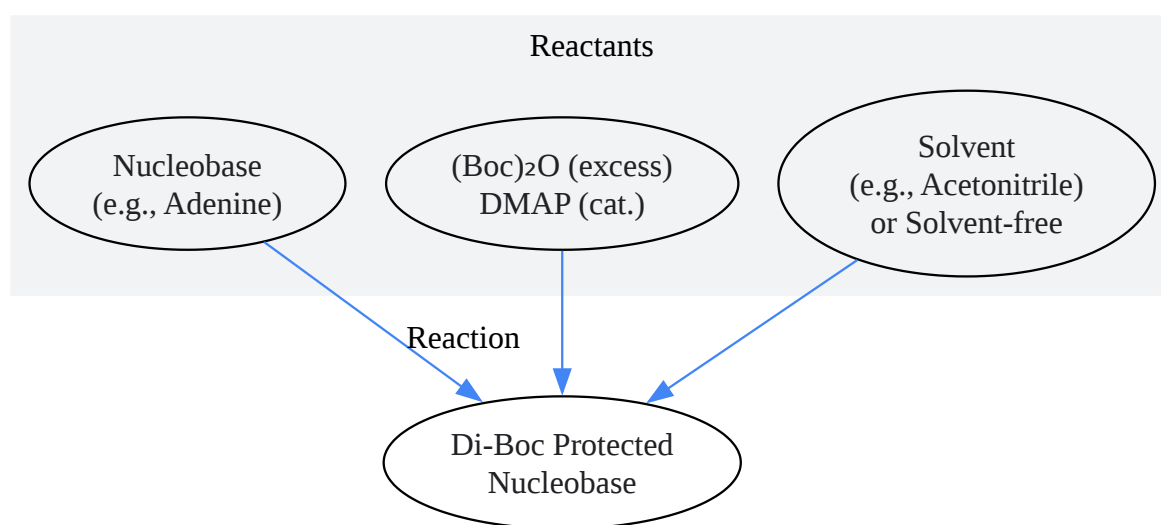 Reactants
Nucleobase
(e.g., Adenine)
(Boc)₂O (excess)
DMAP (cat.)
Solvent
(e.g., Acetonitrile)
or Solvent-free
Reaction
Di-Boc Protected
Nucleobase